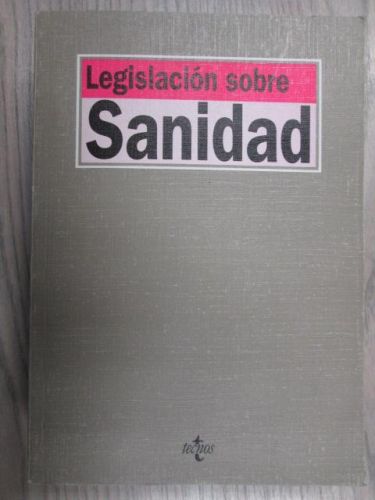 Legislación sobre
Sanidad
tecnos